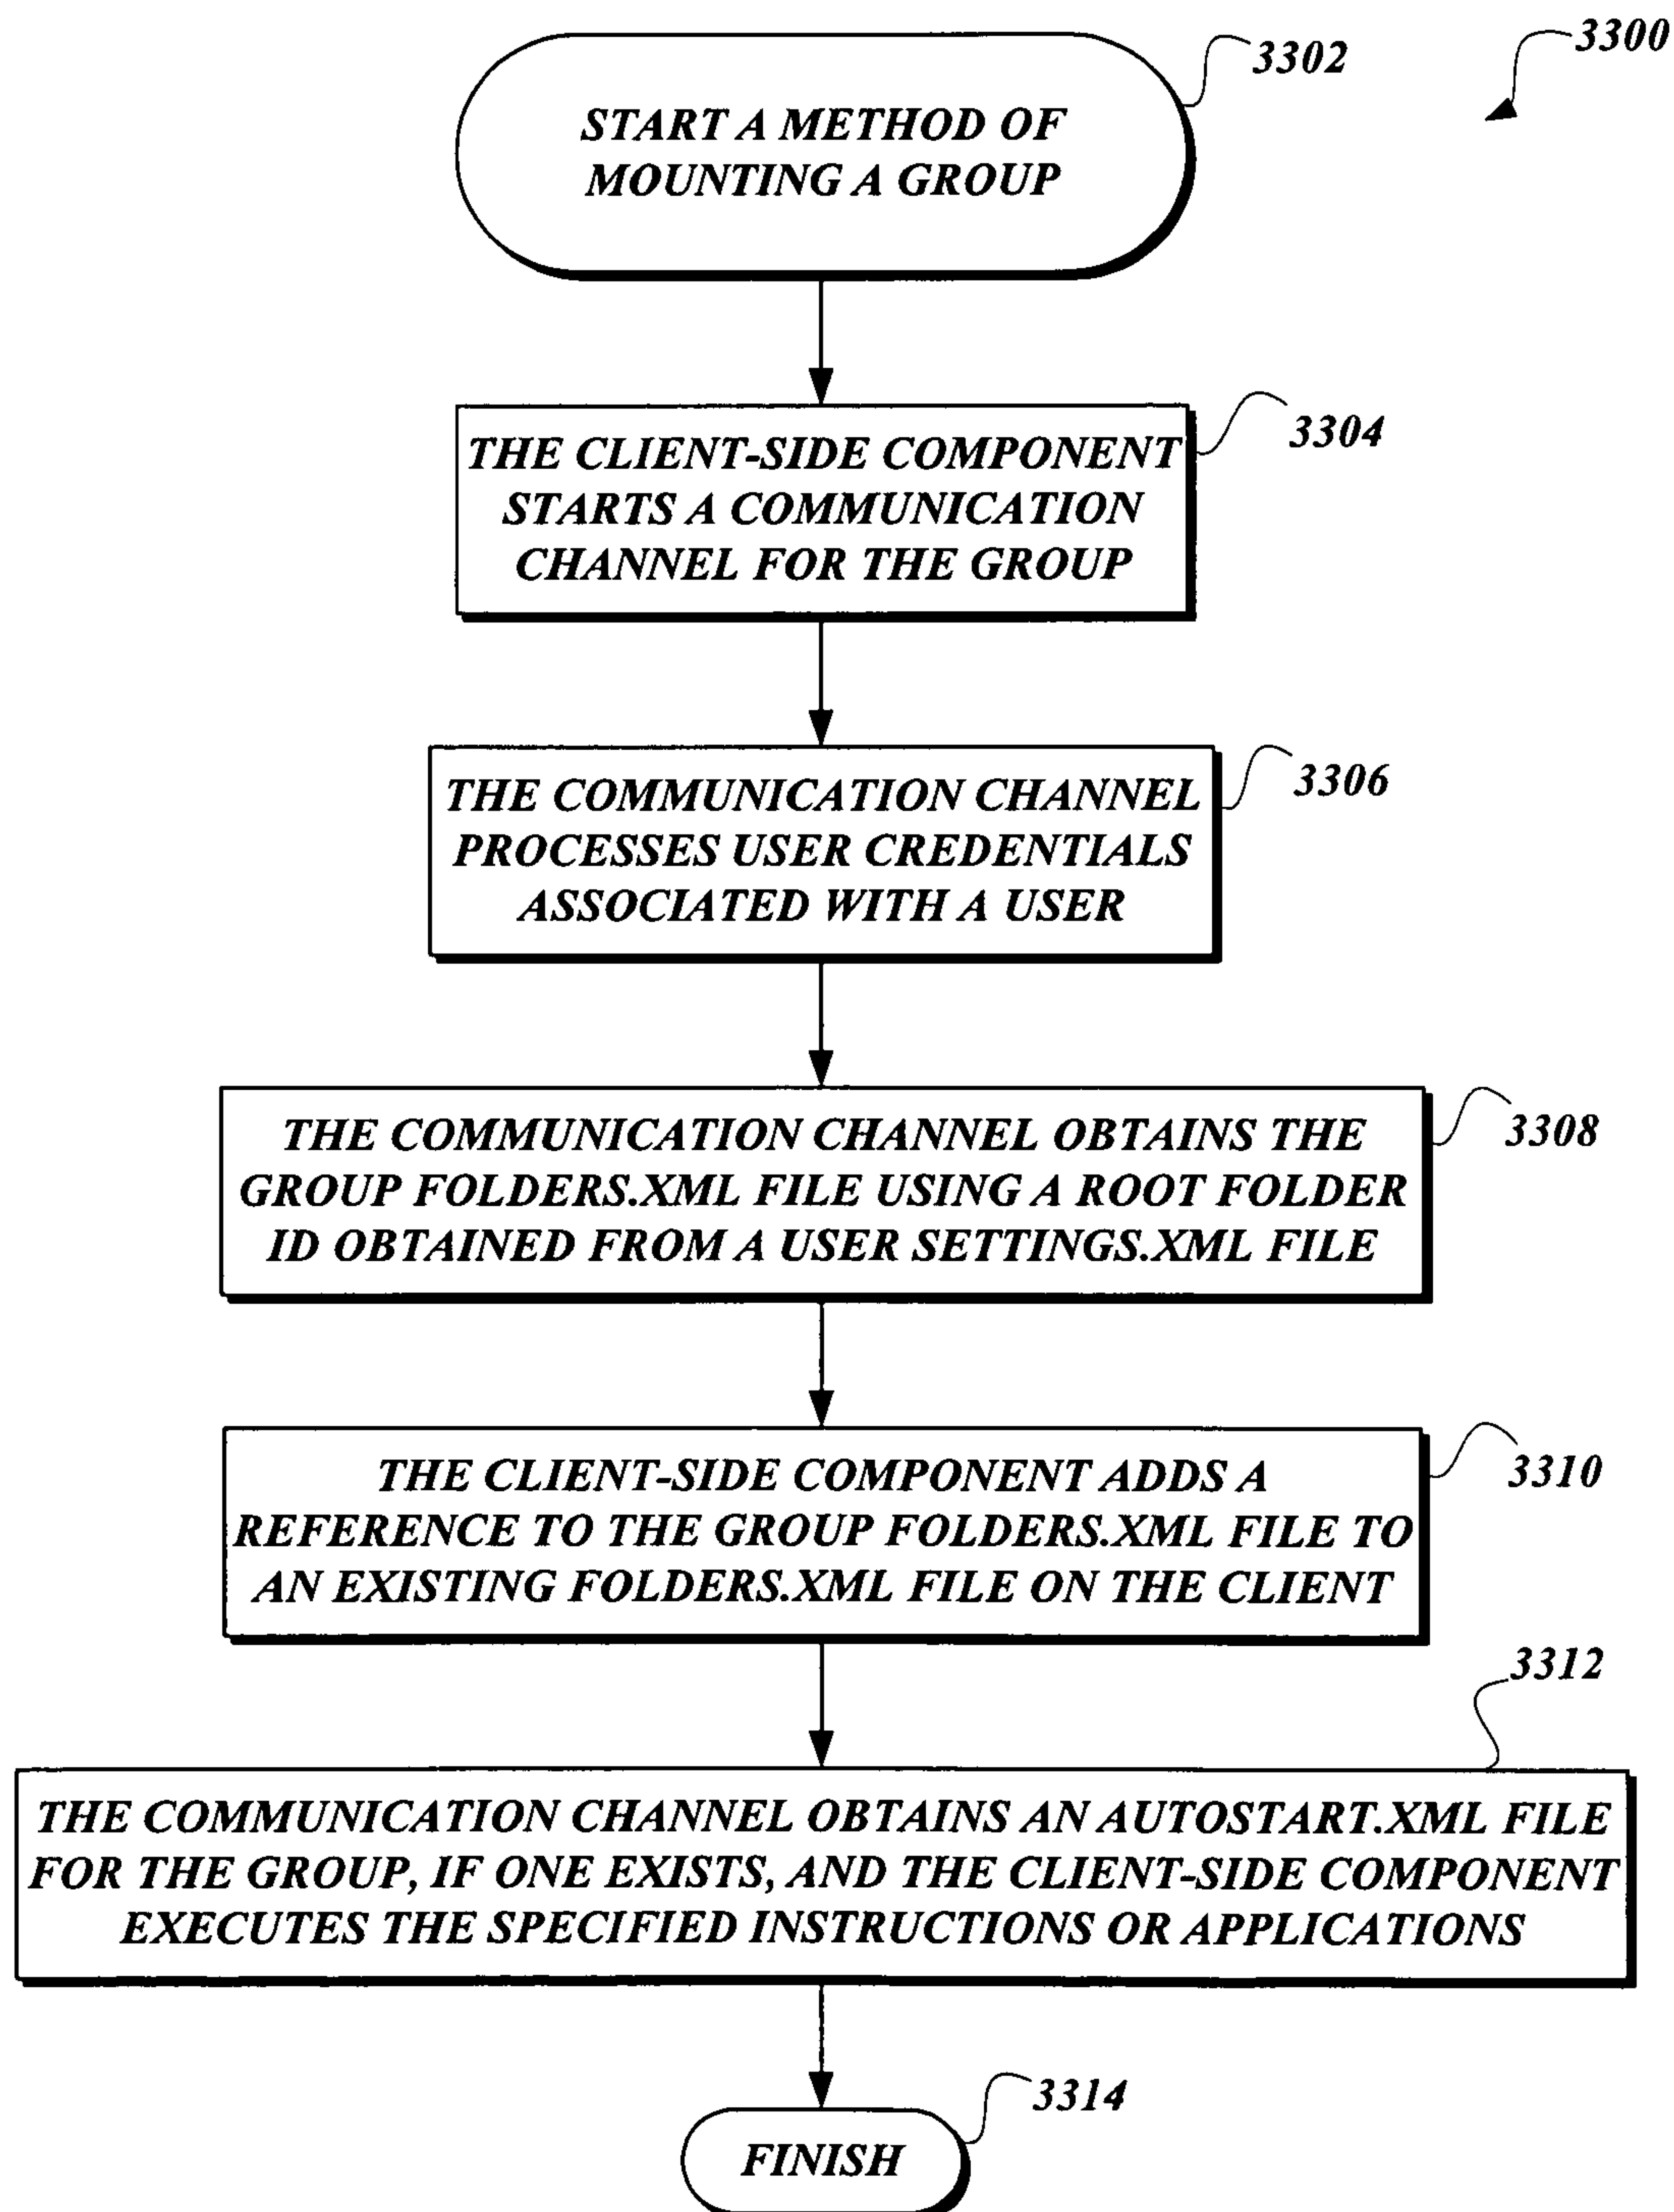 3300
3302
START A METHOD OF
MOUNTING A GROUP
3304
THE CLIENT-SIDE COMPONENT
STARTS A COMMUNICATION
CHANNEL FOR THE GROUP
3306
THE COMMUNICATION CHANNEL
PROCESSES USER CREDENTIALS
ASSOCIATED WITH A USER
3308
THE COMMUNICATION CHANNEL OBTAINS THE
GROUP FOLDERS.XML FILE USING A ROOT FOLDER
ID OBTAINED FROM A USER SETTINGS.XML FILE
3310
THE CLIENT-SIDE COMPONENT ADDS A
REFERENCE TO THE GROUP FOLDERS.XML FILE TO
AN EXISTING FOLDERS.XML FILE ON THE CLIENT
3312
THE COMMUNICATION CHANNEL OBTAINS AN AUTOSTART.XML FILE
FOR THE GROUP, IF ONE EXISTS, AND THE CLIENT-SIDE COMPONENT
EXECUTES THE SPECIFIED INSTRUCTIONS OR APPLICATIONS
3314
FINISH